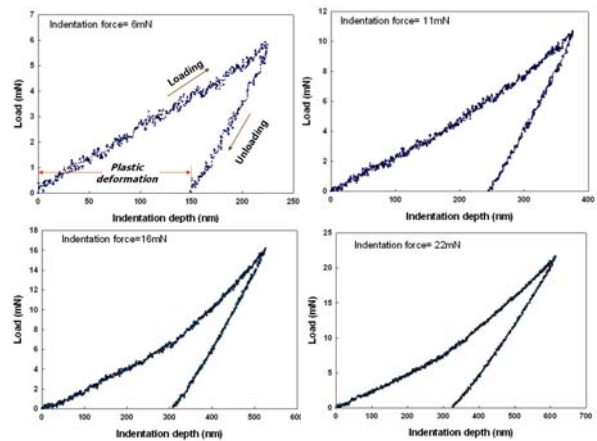 Indentation force= 6mN
Load (mN)
6
5
4
3
2
1
0
Loading
Unloading
Plastic
deformation
0 50 100 150 200 250
Indentation depth (nm)
Indentation force = 11mN
Load (mN)
12
10
8
6
4
2
0
0 100 200 300 400
Indentation depth (nm)
Indentation force=16mN
Load (mN)
18
16
14
12
10
8
6
4
2
0
0 100 200 300 400 500 600
Indentation depth (nm)
Indentation force= 22mN
Load (mN)
25
20
15
10
5
0
0 100 200 300 400 500 600 700
Indentation depth (nm)